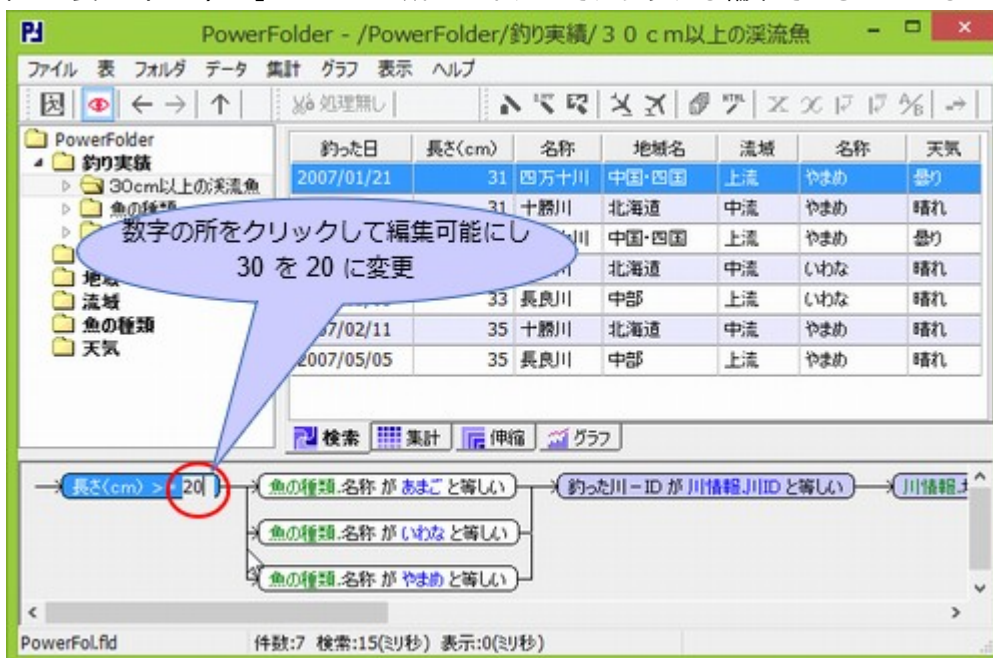 PowerFolder - /PowerFolder/釣り実績/３０ｃｍ以上の渓流魚
ファイル 表 フォルダ データ 集計 グラフ 表示 ヘルプ
処理無し
PowerFolder
釣り実績
30cm以上の渓流魚
魚の種類
流域
魚の種類
天気
釣った日 長さ(cm) 名称 地域名 流域 名称 天気
2007/01/21 31 四万十川 中国・四国 上流 やまめ 曇り
31 十勝川 北海道 中流 やまめ 晴れ
中国・四国 上流 やまめ 曇り
北海道 中流 いわな 晴れ
33 長良川 中部 上流 いわな 晴れ
35 十勝川 北海道 中流 やまめ 晴れ
2007/05/05 35 長良川 中部 上流 やまめ 晴れ
数字の所をクリックして編集可能にし
30 を 20 に変更
検索 集計 伸縮 グラフ
長さ(cm) > 20 魚の種類.名称 が あまご と等しい 釣った川－ID が 川情報.川ID と等しい 川情報
魚の種類.名称 が いわな と等しい
魚の種類.名称 が やまめ と等しい
PowerFol.fld 件数:7 検索:15(ミリ秒) 表示:0(ミリ秒)